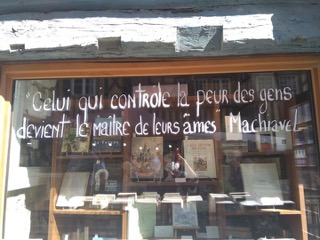 "Celui qui controle la peur des gens
devient le maître de leurs âmes" Machiavel